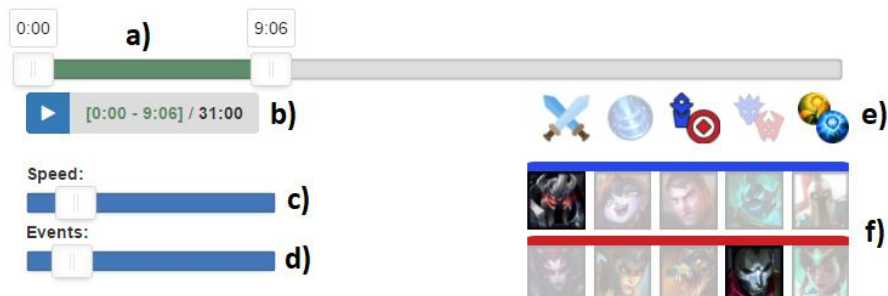 0:00 a) 9:06
[0:00 - 9:06] / 31:00 b) e)
Speed:
c)
f)
Events:
d)